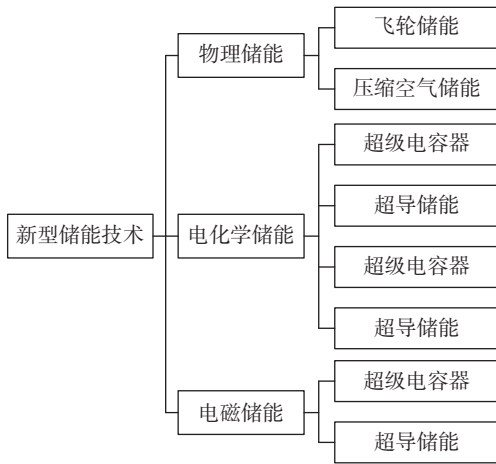 新型储能技术
物理储能
飞轮储能
压缩空气储能
电化学储能
超级电容器
超导储能
超级电容器
超导储能
电磁储能
超级电容器
超导储能